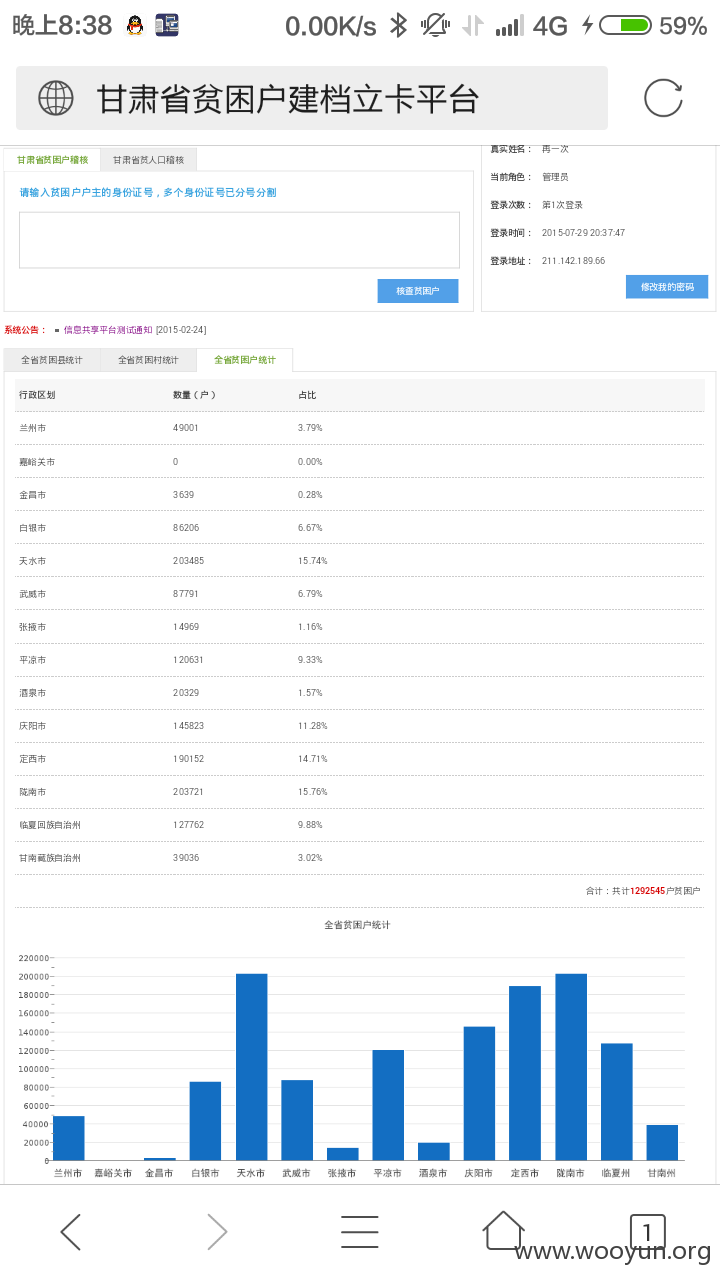 晚上8:38 0.00K/s 4G 59%
甘肃省贫困户建档立卡平台
甘肃省贫困户稽核 甘肃省贫人口稽核
请输入贫困户户主的身份证号，多个身份证号已分号分割
核查贫困户
真实姓名： 再一次
当前角色： 管理员
登录次数： 第1次登录
登录时间： 2015-07-29 20:37:47
登录地址： 211.142.189.66
修改我的密码
系统公告： 信息共享平台测试通知 [2015-02-24]
全省贫困县统计 全省贫困村统计 全省贫困户统计
行政区划 数量（户） 占比
兰州市 49001 3.79%
嘉峪关市 0 0.00%
金昌市 3639 0.28%
白银市 86206 6.67%
天水市 203485 15.74%
武威市 87791 6.79%
张掖市 14969 1.16%
平凉市 120631 9.33%
酒泉市 20329 1.57%
庆阳市 145823 11.28%
定西市 190152 14.71%
陇南市 203721 15.76%
临夏回族自治州 127762 9.88%
甘南藏族自治州 39036 3.02%
合计：共计1292545户贫困户
全省贫困户统计
220000
200000
180000
160000
140000
120000
100000
80000
60000
40000
20000
0
兰州市 嘉峪关市 金昌市 白银市 天水市 武威市 张掖市 平凉市 酒泉市 庆阳市 定西市 陇南市 临夏州 甘南州
1
www.wooyun.org